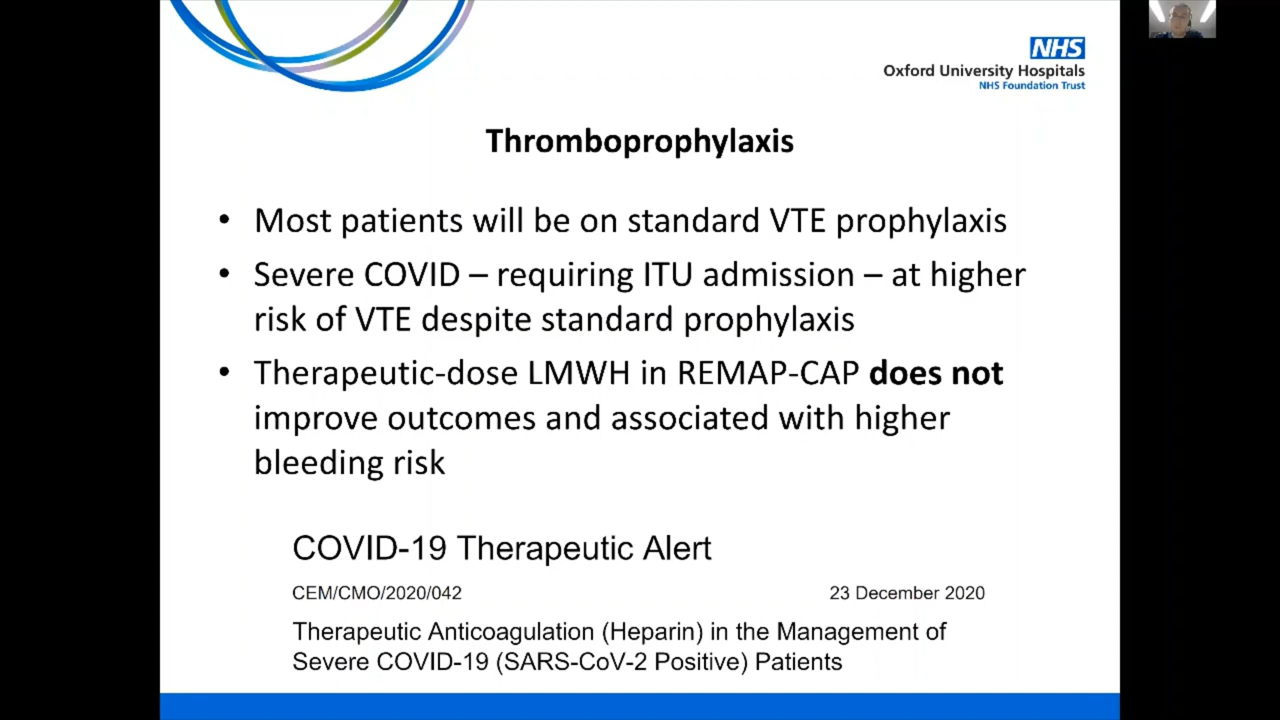 NHS
Oxford University Hospitals
NHS Foundation Trust
Thromboprophylaxis
• Most patients will be on standard VTE prophylaxis
• Severe COVID – requiring ITU admission – at higher
risk of VTE despite standard prophylaxis
• Therapeutic-dose LMWH in REMAP-CAP does not
improve outcomes and associated with higher
bleeding risk
COVID-19 Therapeutic Alert
CEM/CMO/2020/042 23 December 2020
Therapeutic Anticoagulation (Heparin) in the Management of
Severe COVID-19 (SARS-CoV-2 Positive) Patients